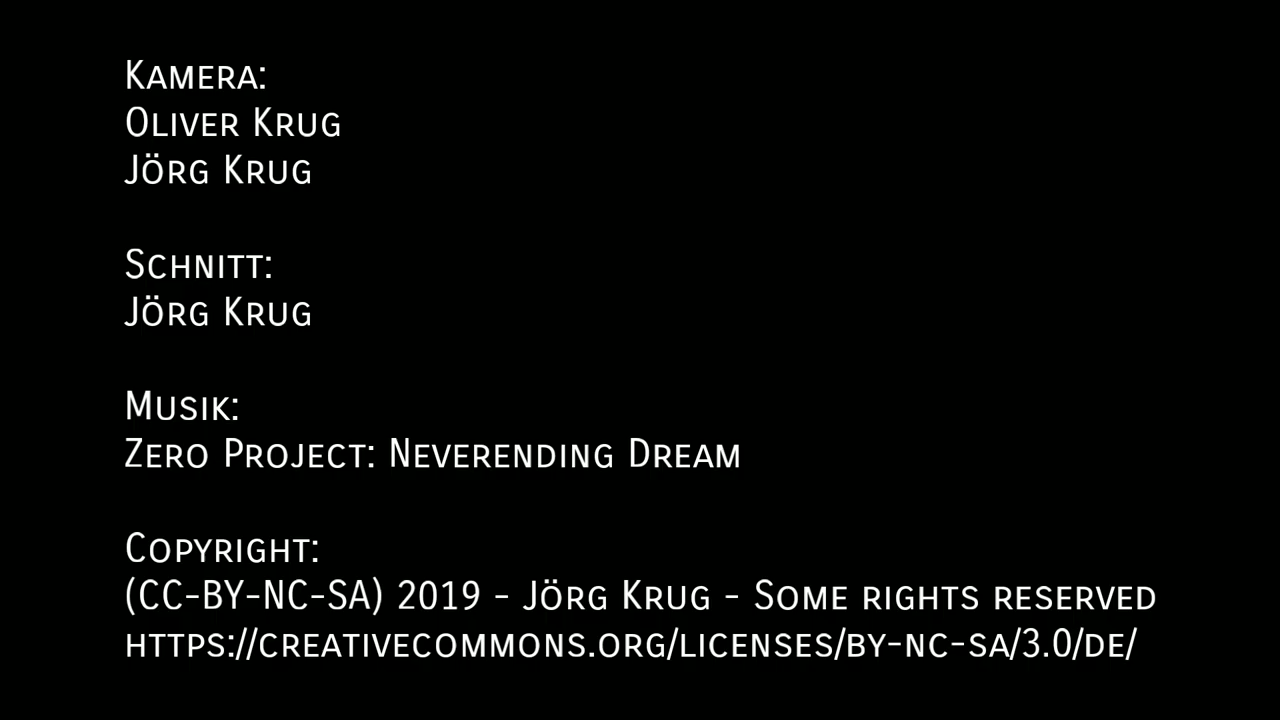 Kamera:
Oliver Krug
Jörg Krug
Schnitt:
Jörg Krug
Musik:
Zero Project: Neverending Dream
Copyright:
(CC-BY-NC-SA) 2019 - Jörg Krug - Some rights reserved
https://creativecommons.org/licenses/by-nc-sa/3.0/de/